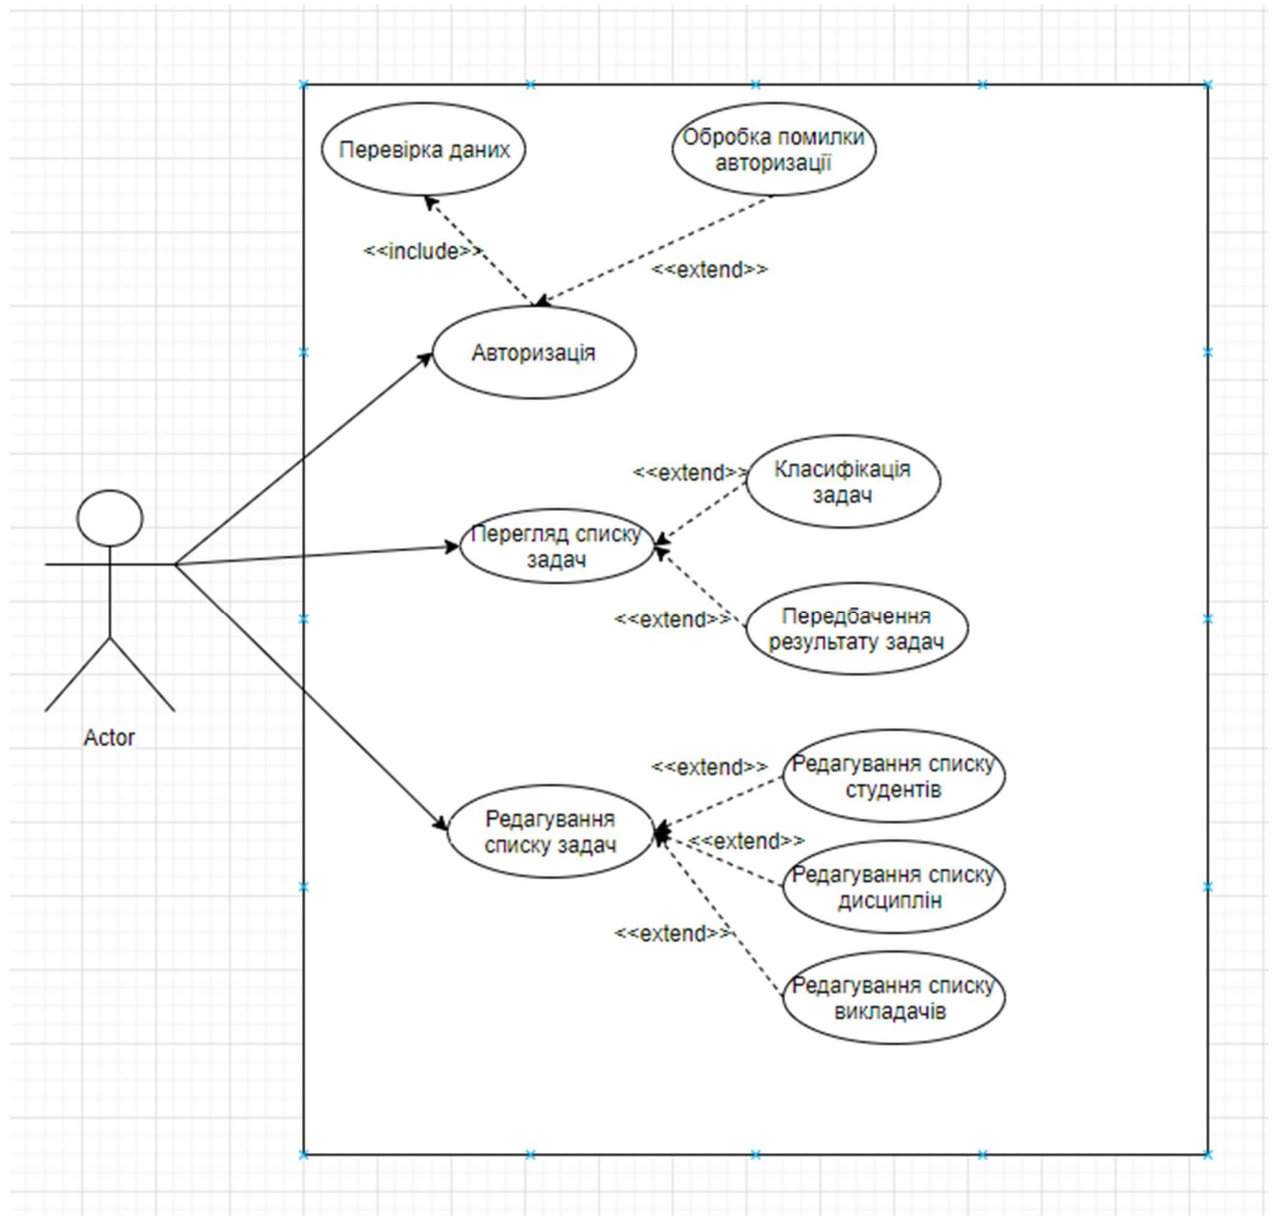 Перевірка даних
Обробка помилки
авторизації
<<include>>
<<extend>>
Авторизація
<<extend>>
Класифікація
задач
Перегляд списку
задач
<<extend>>
Передбачення
результату задач
Actor
<<extend>>
Редагування списку
студентів
Редагування
списку задач
<<extend>>
Редагування списку
дисциплін
<<extend>>
Редагування списку
викладачів